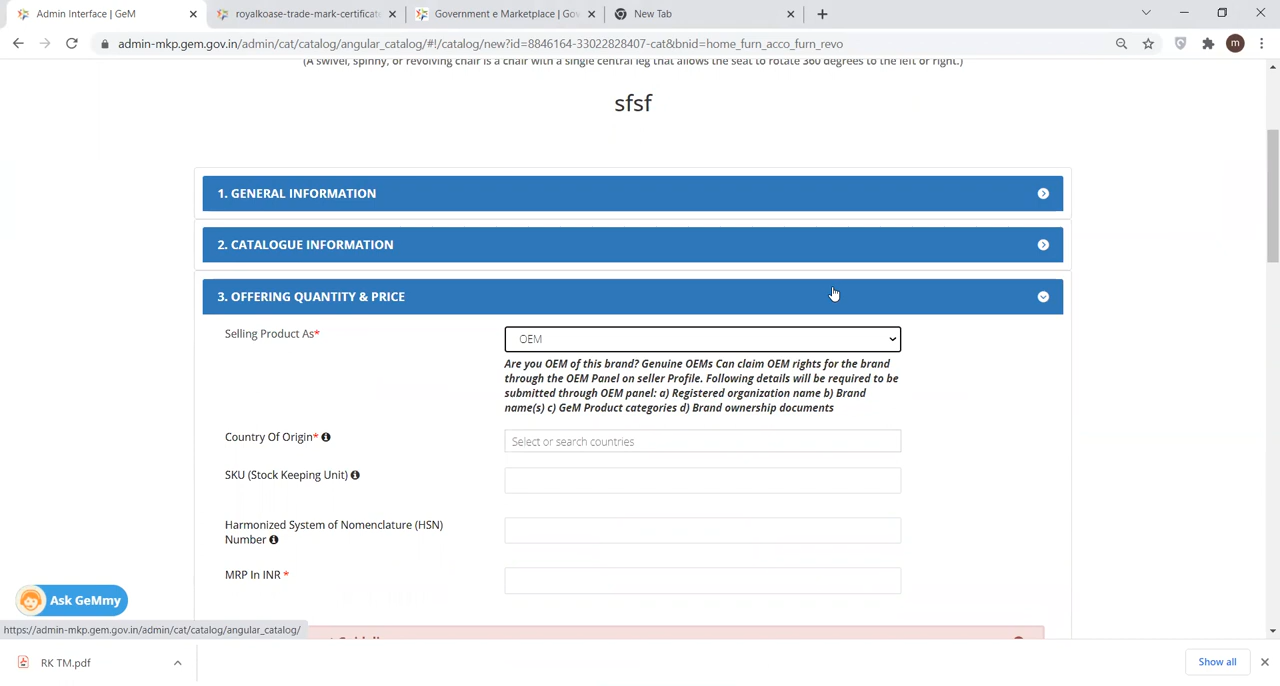 Admin Interface | GeM
royalkoase-trade-mark-certificate
Government e Marketplace | Gov
New Tab
admin-mkp.gem.gov.in/admin/cat/catalog/angular_catalog/#!/catalog/new?id=8846164-33022828407-cat&bnid=home_furn_acco_furn_revo
m
(A swivel, spinny, or revolving chair is a chair with a single central leg that allows the seat to rotate 360 degrees to the left or right.)
sfsf
1. GENERAL INFORMATION
2. CATALOGUE INFORMATION
3. OFFERING QUANTITY & PRICE
Selling Product As*
OEM
Are you OEM of this brand? Genuine OEMs Can claim OEM rights for the brand
through the OEM Panel on seller Profile. Following details will be required to be
submitted through OEM panel: a) Registered organization name b) Brand
name(s) c) GeM Product categories d) Brand ownership documents
Country Of Origin*
Select or search countries
SKU (Stock Keeping Unit)
Harmonized System of Nomenclature (HSN)
Number
MRP In INR *
Ask GeMmy
https://admin-mkp.gem.gov.in/admin/cat/catalog/angular_catalog/
RK TM.pdf
Show all